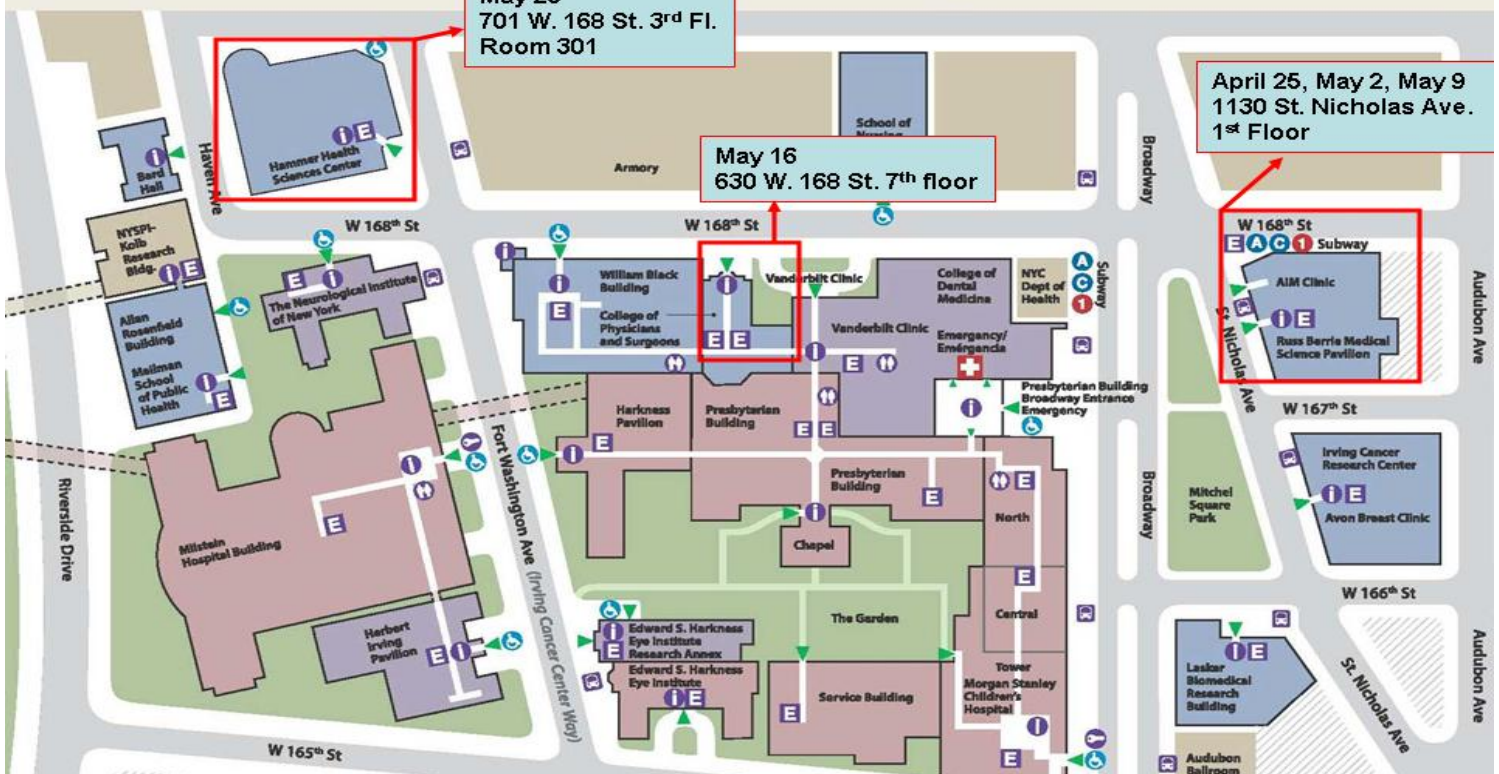 701 W. 168 St. 3rd Fl.
Room 301
April 25, May 2, May 9
1130 St. Nicholas Ave.
1st Floor
May 16
630 W. 168 St. 7th floor
School of
Armory
Hammer Health
Sciences Center
Bard
Hall
Haven Ave
Broadway
W 168th St
W 168th St
W 168th St
E A C 1 Subway
NYSPI-
Kolb
Research
Bldg.
The Neurological Institute
of New York
Allan
Rosenfield
Building
Mailman
School
of Public
Health
William Black
Building
College of
Physicians
and Surgeons
Vanderbilt Clinic
College of
Dental
Medicine
NYC
Dept of
Health
A
C
1
Subway
Vanderbilt Clinic
Emergency/
Emérgencia
Presbyterian Building
Broadway Entrance
Emergency
AIM Clinic
Russ Berrie Medical
Science Pavilion
St. Nicholas Ave
Audubon Ave
W 167th St
Harkness
Pavilion
Presbyterian
Building
Presbyterian
Building
North
Chapel
Central
The Garden
Tower
Morgan Stanley
Children's
Hospital
Service Building
Milstein
Hospital Building
Herbert
Irving
Pavilion
Riverside Drive
Fort Washington Ave (Irving Cancer Center Way)
Edward S. Harkness
Eye Institute
Research Annex
Edward S. Harkness
Eye Institute
Broadway
Mitchel
Square
Park
Irving Cancer
Research Center
Avon Breast Clinic
W 166th St
Lasker
Biomedical
Research
Building
St. Nicholas Ave
Audubon Ave
W 165th St
Audubon
Ballroom